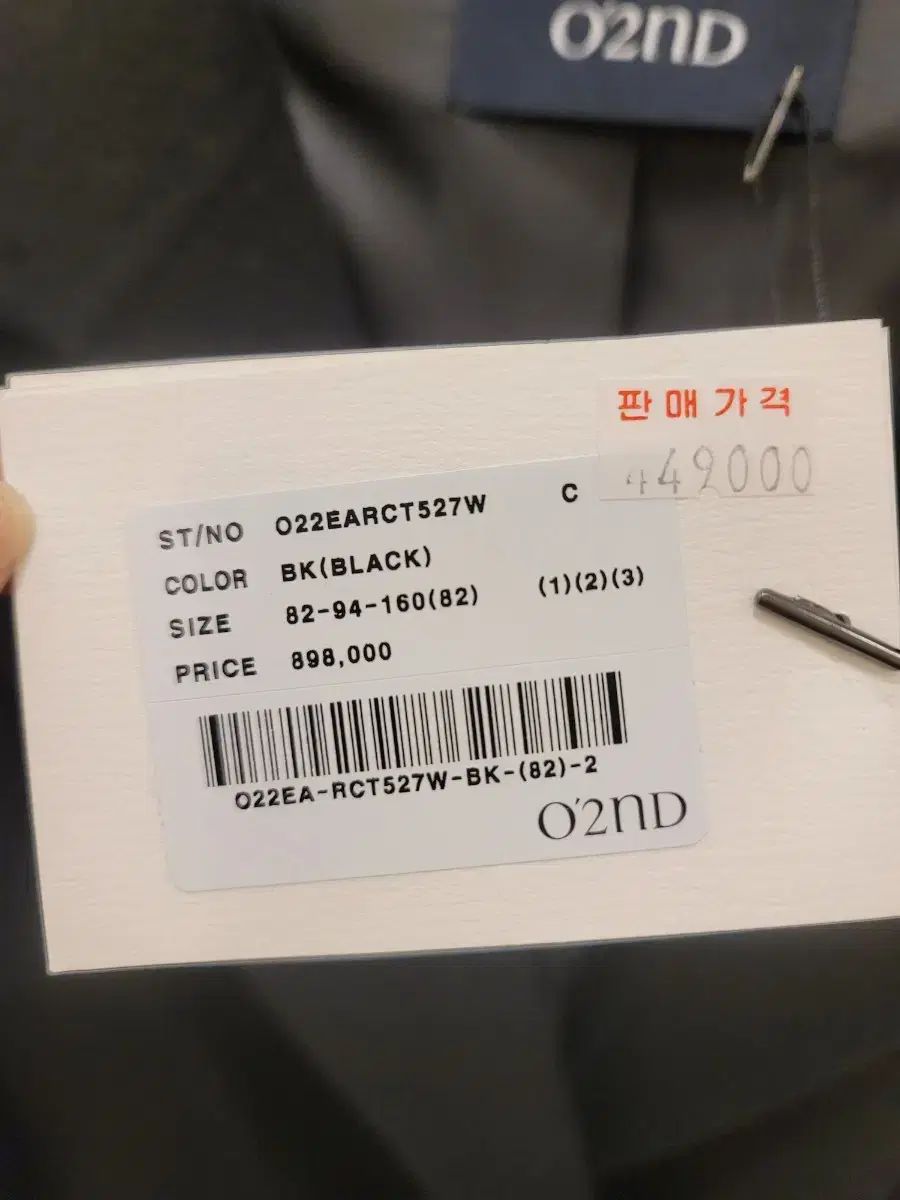 O'2ND
판매가격
449000
ST/NO O22EARCT527W C
COLOR BK(BLACK)
SIZE 82-94-160(82) (1)(2)(3)
PRICE 898,000
O22EA-RCT527W-BK-(82)-2
O'2ND